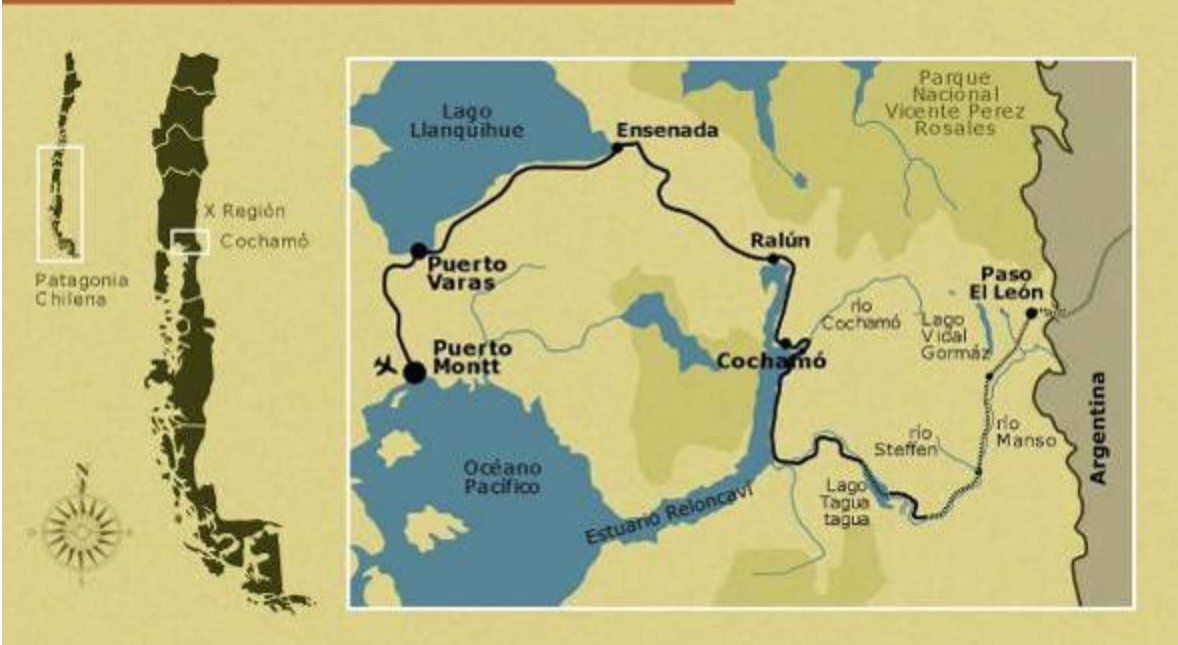 Patagonia
Chilena
X Región
Cochamó
N
Lago
Llanquihue
Ensenada
Parque
Nacional
Vicente Perez
Rosales
Puerto
Varas
Ralún
Paso
El León
río
Cochamó
Lago
Vidal
Gormáz
Puerto
Montt
Cochamó
Argentina
río
Manso
río
Steffen
Océano
Pacífico
Lago
Tagua
tagua
Estuario Reloncaví